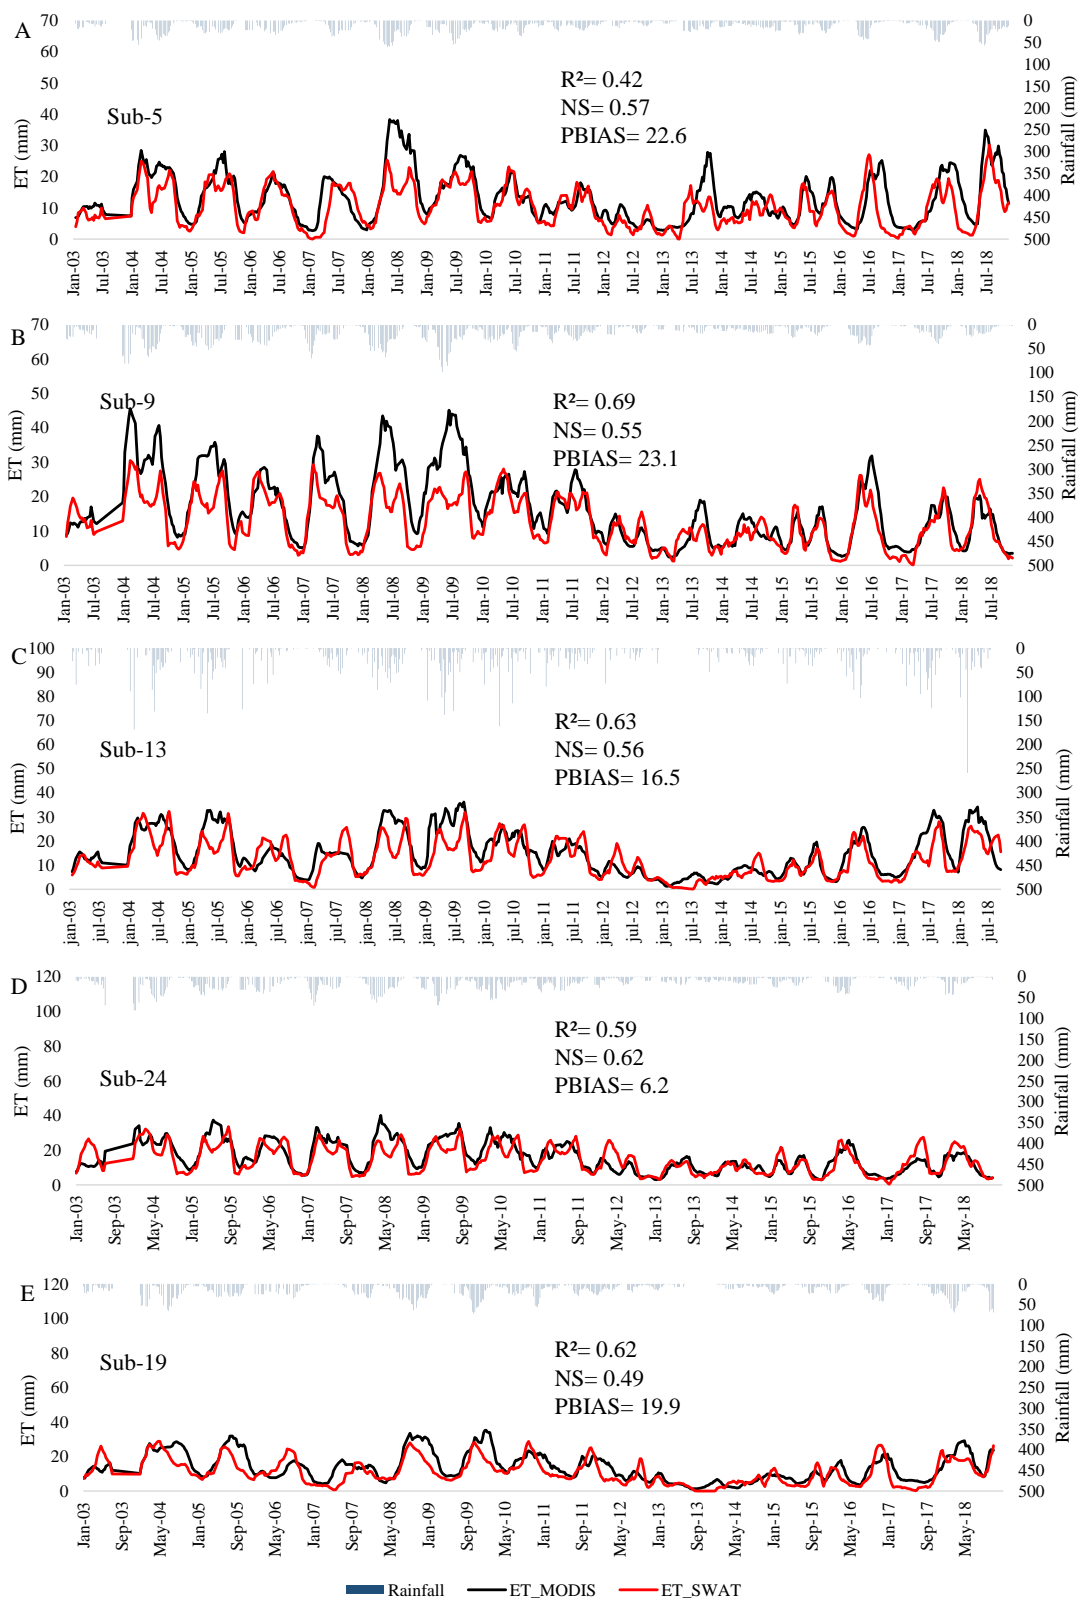 A
70
60
50
40
30
20
10
0
ET (mm)
Sub-5
R²= 0.42
NS= 0.57
PBIAS= 22.6
0
50
100
150
200
250
300
350
400
450
500
Rainfall (mm)
Jan-03 Jul-03 Jan-04 Jul-04 Jan-05 Jul-05 Jan-06 Jul-06 Jan-07 Jul-07 Jan-08 Jul-08 Jan-09 Jul-09 Jan-10 Jul-10 Jan-11 Jul-11 Jan-12 Jul-12 Jan-13 Jul-13 Jan-14 Jul-14 Jan-15 Jul-15 Jan-16 Jul-16 Jan-17 Jul-17 Jan-18 Jul-18
B
70
60
50
40
30
20
10
0
ET (mm)
Sub-9
R²= 0.69
NS= 0.55
PBIAS= 23.1
0
50
100
150
200
250
300
350
400
450
500
Rainfall (mm)
Jan-03 Jul-03 Jan-04 Jul-04 Jan-05 Jul-05 Jan-06 Jul-06 Jan-07 Jul-07 Jan-08 Jul-08 Jan-09 Jul-09 Jan-10 Jul-10 Jan-11 Jul-11 Jan-12 Jul-12 Jan-13 Jul-13 Jan-14 Jul-14 Jan-15 Jul-15 Jan-16 Jul-16 Jan-17 Jul-17 Jan-18 Jul-18
C
100
90
80
70
60
50
40
30
20
10
0
ET (mm)
Sub-13
R²= 0.63
NS= 0.56
PBIAS= 16.5
0
50
100
150
200
250
300
350
400
450
500
Rainfall (mm)
jan-03 jul-03 jan-04 jul-04 jan-05 jul-05 jan-06 jul-06 jan-07 jul-07 jan-08 jul-08 jan-09 jul-09 jan-10 jul-10 jan-11 jul-11 jan-12 jul-12 jan-13 jul-13 jan-14 jul-14 jan-15 jul-15 jan-16 jul-16 jan-17 jul-17 jan-18 jul-18
D
120
100
80
60
40
20
0
ET (mm)
Sub-24
R²= 0.59
NS= 0.62
PBIAS= 6.2
0
50
100
150
200
250
300
350
400
450
500
Rainfall (mm)
Jan-03 Sep-03 May-04 Jan-05 Sep-05 May-06 Jan-07 Sep-07 May-08 Jan-09 Sep-09 May-10 Jan-11 Sep-11 May-12 Jan-13 Sep-13 May-14 Jan-15 Sep-15 May-16 Jan-17 Sep-17 May-18
E
120
100
80
60
40
20
0
ET (mm)
Sub-19
R²= 0.62
NS= 0.49
PBIAS= 19.9
0
50
100
150
200
250
300
350
400
450
500
Rainfall (mm)
Jan-03 Sep-03 May-04 Jan-05 Sep-05 May-06 Jan-07 Sep-07 May-08 Jan-09 Sep-09 May-10 Jan-11 Sep-11 May-12 Jan-13 Sep-13 May-14 Jan-15 Sep-15 May-16 Jan-17 Sep-17 May-18
Rainfall ET_MODIS ET_SWAT